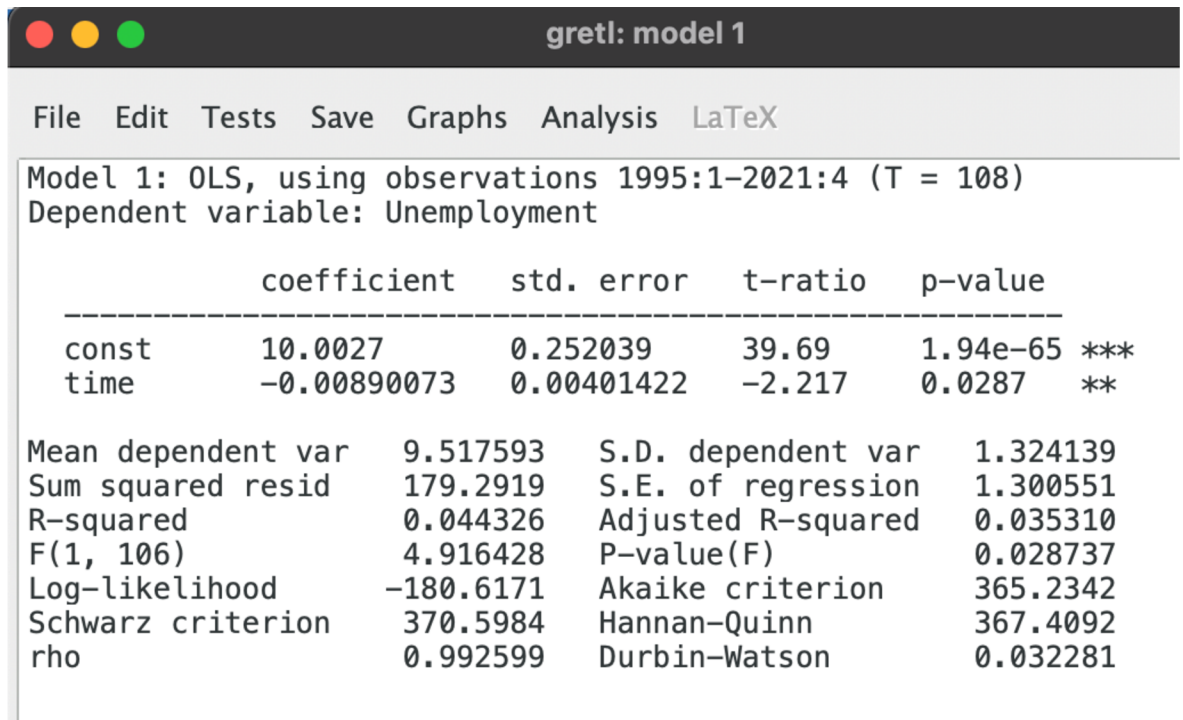 gretl: model 1
File Edit Tests Save Graphs Analysis LaTeX
Model 1: OLS, using observations 1995:1-2021:4 (T = 108)
Dependent variable: Unemployment
coefficient std. error t-ratio p-value
---------------------------------------------------------
const 10.0027 0.252039 39.69 1.94e-65 ***
time -0.00890073 0.00401422 -2.217 0.0287 **
Mean dependent var 9.517593 S.D. dependent var 1.324139
Sum squared resid 179.2919 S.E. of regression 1.300551
R-squared 0.044326 Adjusted R-squared 0.035310
F(1, 106) 4.916428 P-value(F) 0.028737
Log-likelihood -180.6171 Akaike criterion 365.2342
Schwarz criterion 370.5984 Hannan-Quinn 367.4092
rho 0.992599 Durbin-Watson 0.032281